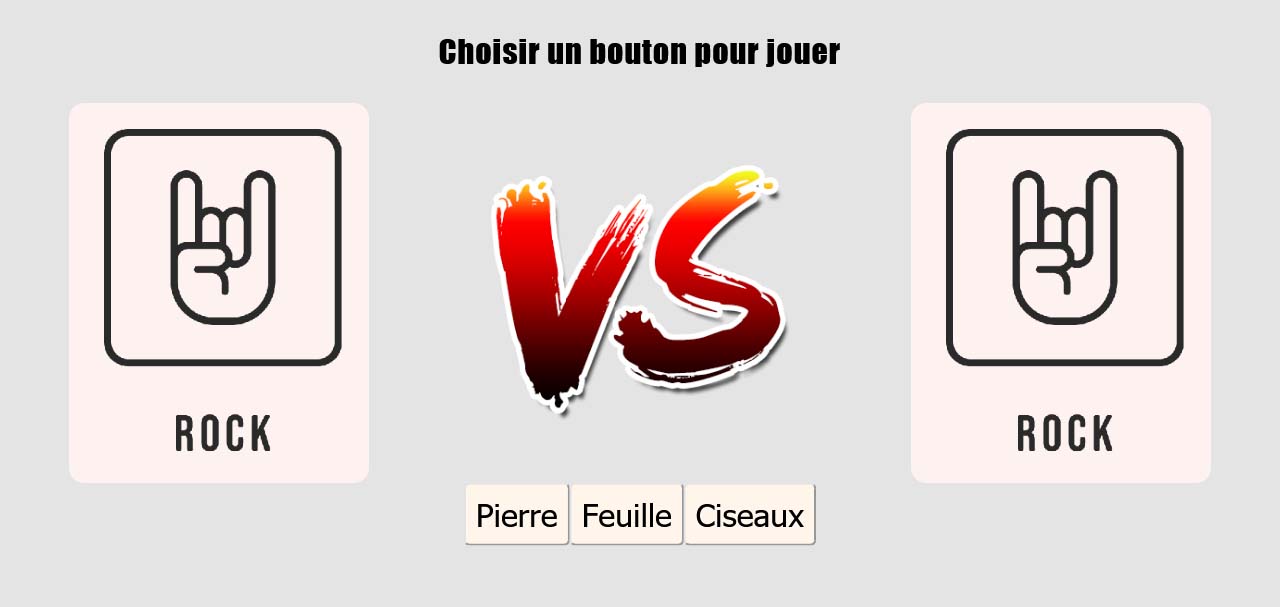 Choisir un bouton pour jouer
VS
ROCK
ROCK
Pierre
Feuille
Ciseaux